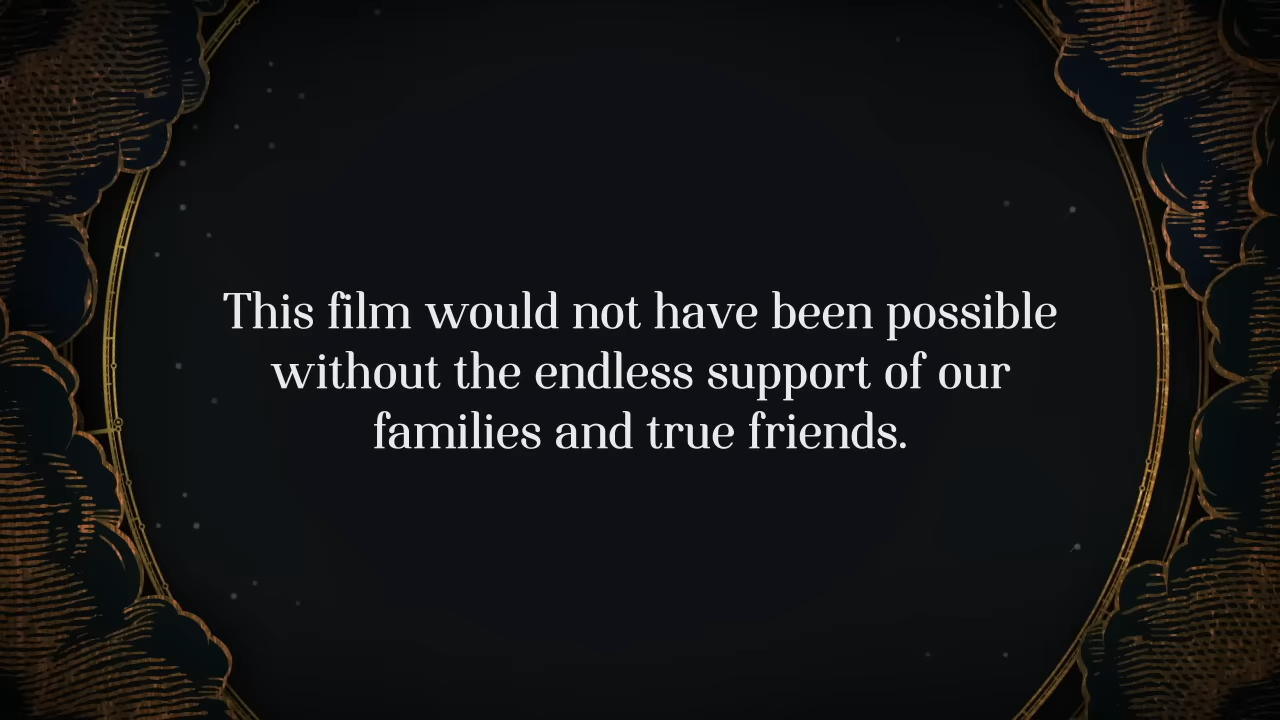 This film would not have been possible
without the endless support of our
families and true friends.